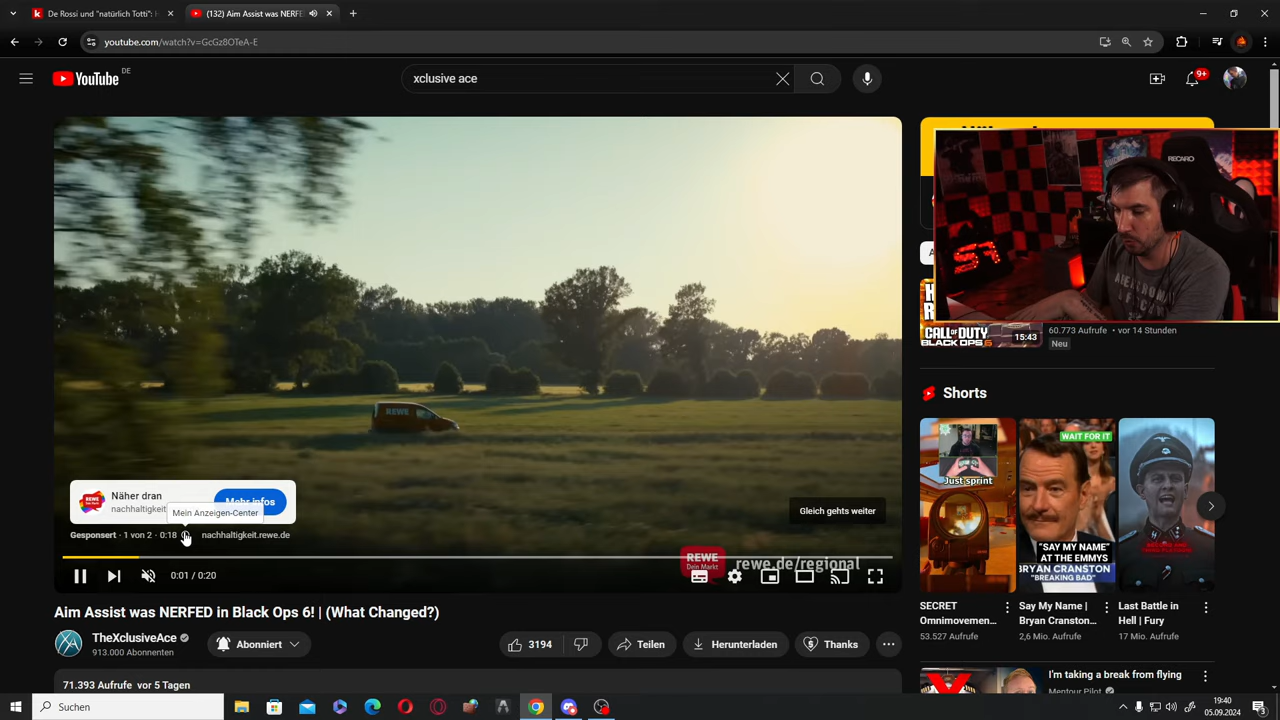 De Rossi und "natürlich Totti": H
(132) Aim Assist was NERFED
youtube.com/watch?v=GcGz8OTeA-E
YouTube DE
xclusive ace
9+
RECARO
REWE
Näher dran
nachhaltigkeit
Mehr infos
Mein Anzeigen-Center
Gesponsert · 1 von 2 · 0:18
nachhaltigkeit.rewe.de
Gleich gehts weiter
REWE
Dein Markt
rewe.de/regional
0:01 / 0:20
Aim Assist was NERFED in Black Ops 6! | (What Changed?)
TheXclusiveAce
913.000 Abonnenten
Abonniert
3194
Teilen
Herunterladen
Thanks
71.393 Aufrufe vor 5 Tagen
CALL OF DUTY
BLACK OPS 6
15:43
60.773 Aufrufe • vor 14 Stunden
Neu
Shorts
Just sprint
WAIT FOR IT
"SAY MY NAME"
AT THE EMMYS
BRYAN CRANSTON
"BREAKING BAD"
SECRET
Omnimovemen...
53.527 Aufrufe
Say My Name |
Bryan Cranston...
2,6 Mio. Aufrufe
Last Battle in
Hell | Fury
17 Mio. Aufrufe
I'm taking a break from flying
Mentour Pilot
Suchen
19:40
05.09.2024
3